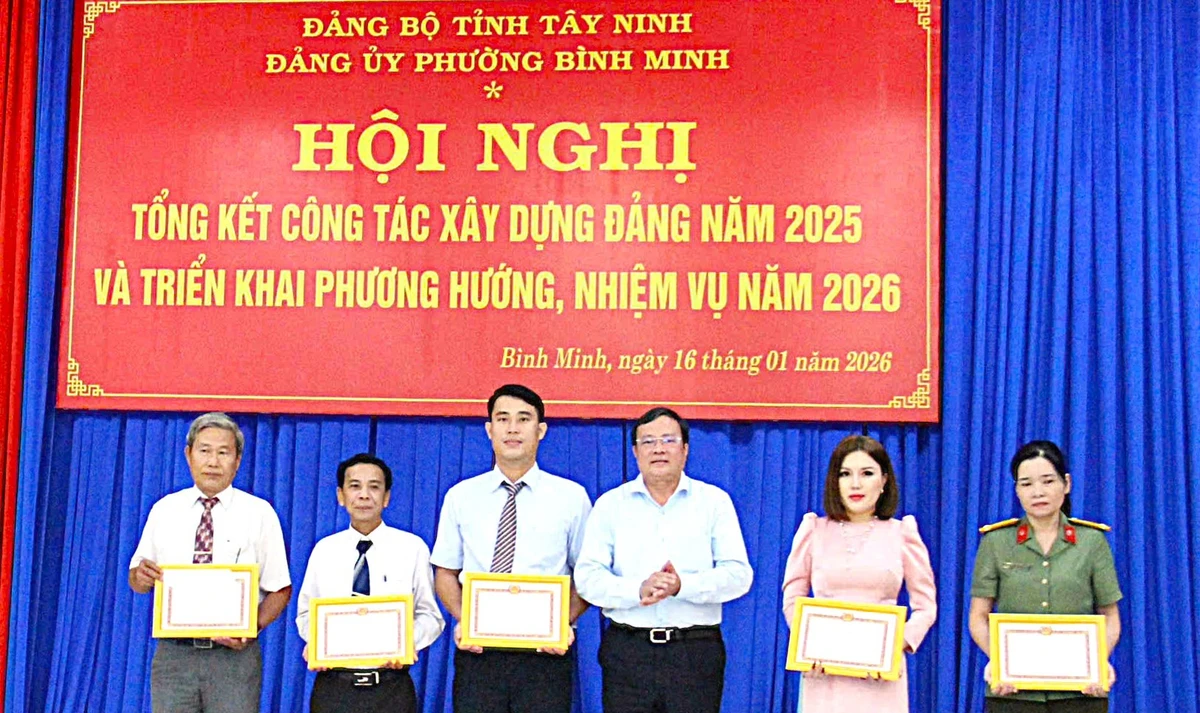 ĐẢNG BỘ TỈNH TÂY NINH
ĐẢNG ỦY PHƯỜNG BÌNH MINH
*
HỘI NGHỊ
TỔNG KẾT CÔNG TÁC XÂY DỰNG ĐẢNG NĂM 2025
VÀ TRIỂN KHAI PHƯƠNG HƯỚNG, NHIỆM VỤ NĂM 2026
Bình Minh, ngày 16 tháng 01 năm 2026